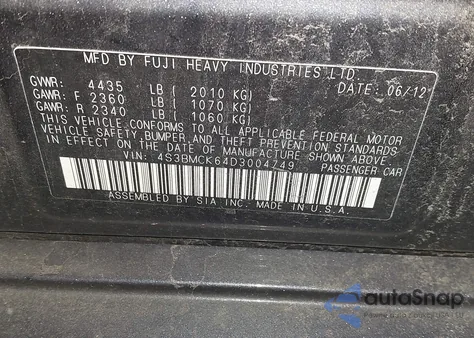 MFD BY FUJI HEAVY INDUSTRIES LTD.
GVWR: 4435 LB ( 2010 KG) DATE: 06/12
GAWR: F 2360 LB ( 1070 KG)
GAWR: R 2340 LB ( 1060 KG)
THIS VEHICLE CONFORMS TO ALL APPLICABLE FEDERAL MOTOR
VEHICLE SAFETY, BUMPER AND THEFT PREVENTION STANDARDS
IN EFFECT ON THE DATE OF MANUFACTURE SHOWN ABOVE.
VIN: 4S3BMCK64D3004749 PASSENGER CAR
ASSEMBLED BY SIA INC. MADE IN U.S.A.
autoSnap